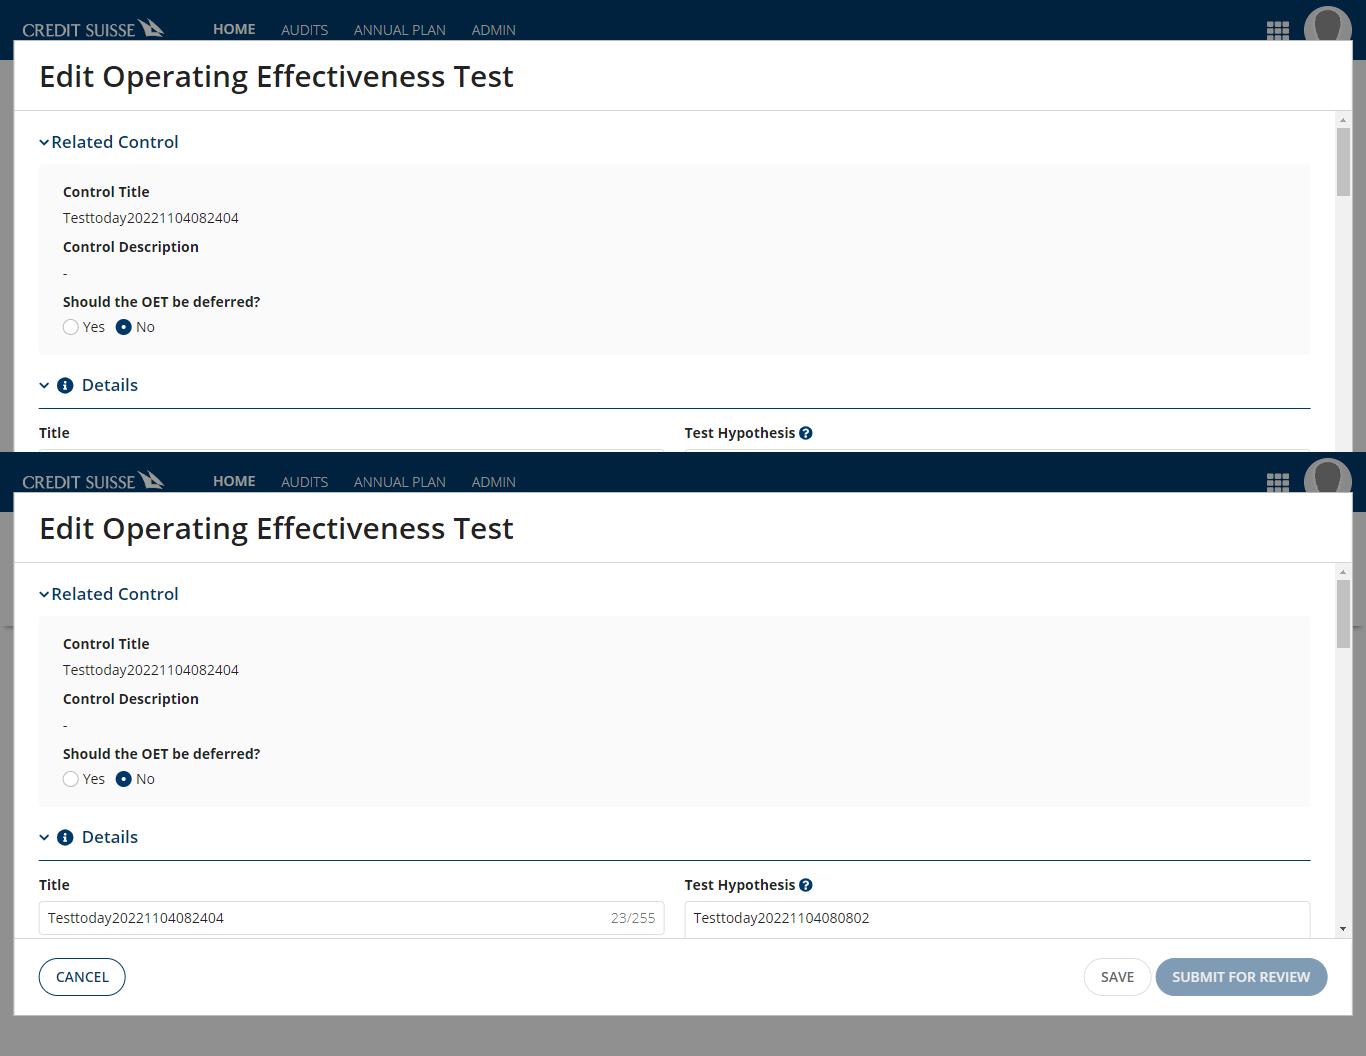 CREDIT SUISSE HOME AUDITS ANNUAL PLAN ADMIN
Edit Operating Effectiveness Test
Related Control
Control Title
Testtoday20221104082404
Control Description
-
Should the OET be deferred?
Yes No
Details
Title Test Hypothesis
CREDIT SUISSE HOME AUDITS ANNUAL PLAN ADMIN
Edit Operating Effectiveness Test
Related Control
Control Title
Testtoday20221104082404
Control Description
-
Should the OET be deferred?
Yes No
Details
Title Test Hypothesis
Testtoday20221104082404 23/255 Testtoday20221104080802
CANCEL SAVE SUBMIT FOR REVIEW